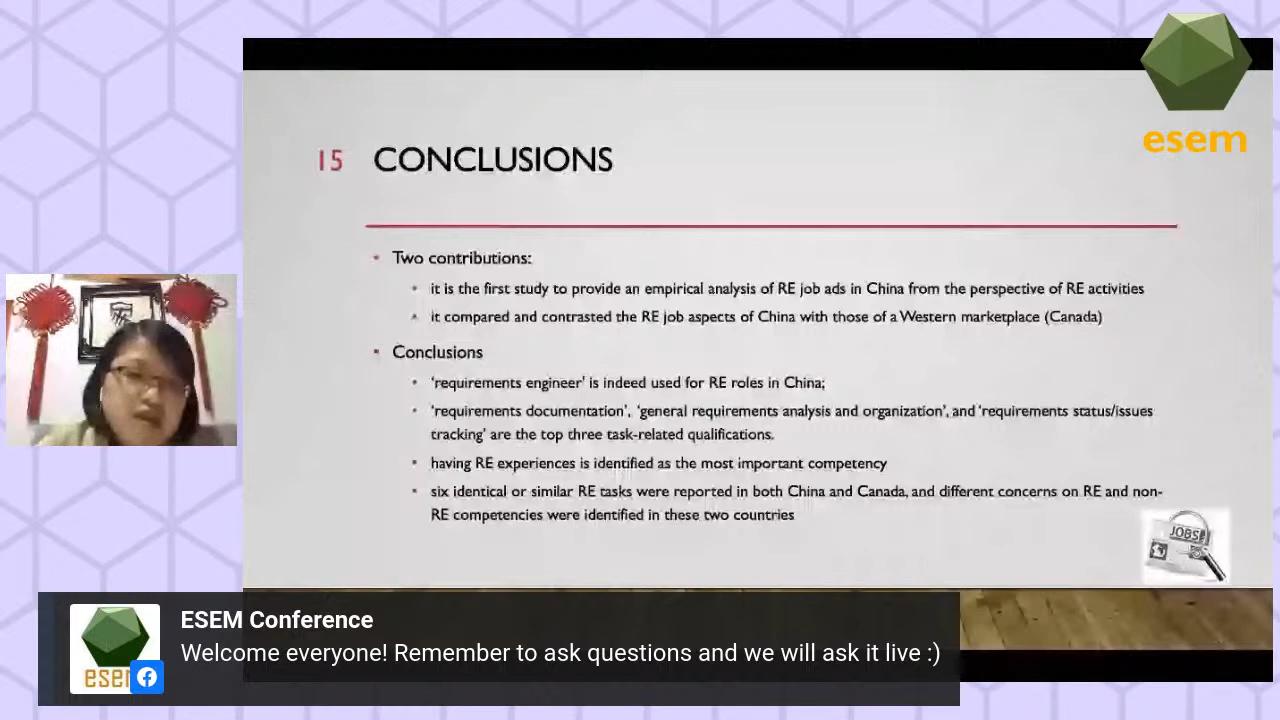 esem
15 CONCLUSIONS
• Two contributions:
• it is the first study to provide an empirical analysis of RE job ads in China from the perspective of RE activities
• it compared and contrasted the RE job aspects of China with those of a Western marketplace (Canada)
• Conclusions
• ‘requirements engineer’ is indeed used for RE roles in China;
• ‘requirements documentation’, ‘general requirements analysis and organization’, and ‘requirements status/issues
tracking’ are the top three task-related qualifications.
• having RE experiences is identified as the most important competency
• six identical or similar RE tasks were reported in both China and Canada, and different concerns on RE and non-
RE competencies were identified in these two countries
JOBS
ESEM Conference
Welcome everyone! Remember to ask questions and we will ask it live :)
esem